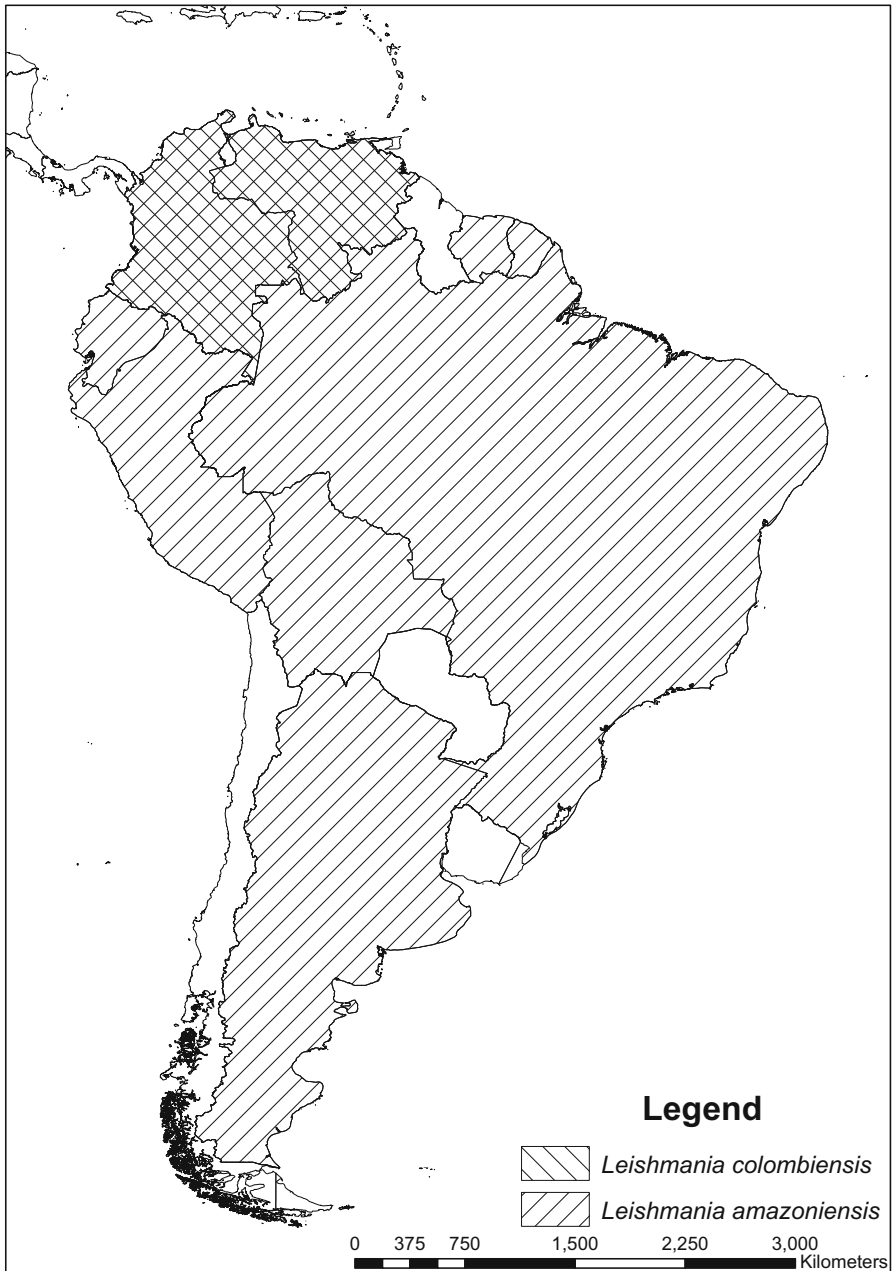 Legend
Leishmania colombiensis
Leishmania amazoniensis
0 375 750 1,500 2,250 3,000
Kilometers